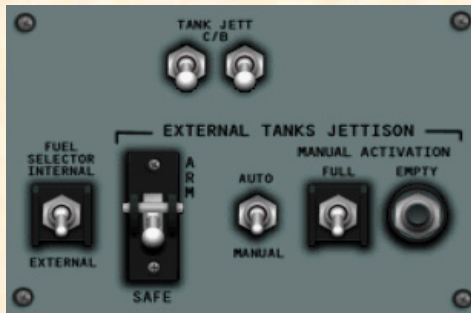 TANK JETT
C/B
EXTERNAL TANKS JETTISON
FUEL
SELECTOR
INTERNAL
EXTERNAL
ARM
SAFE
AUTO
MANUAL
MANUAL ACTIVATION
FULL
EMPTY